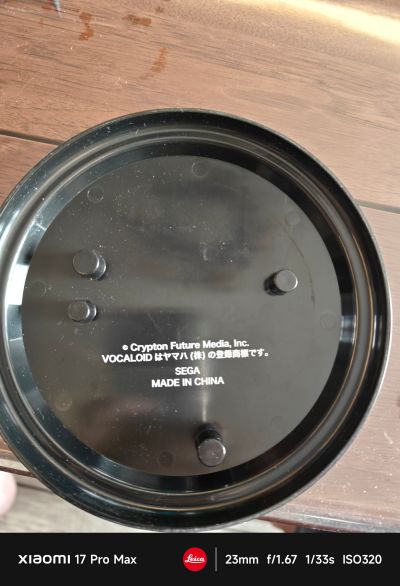 © Crypton Future Media, Inc.
VOCALOID はヤマハ (株) の登録商標です。
SEGA
MADE IN CHINA
XIAOMI 17 Pro Max
Leica
23mm f/1.67 1/33s ISO320